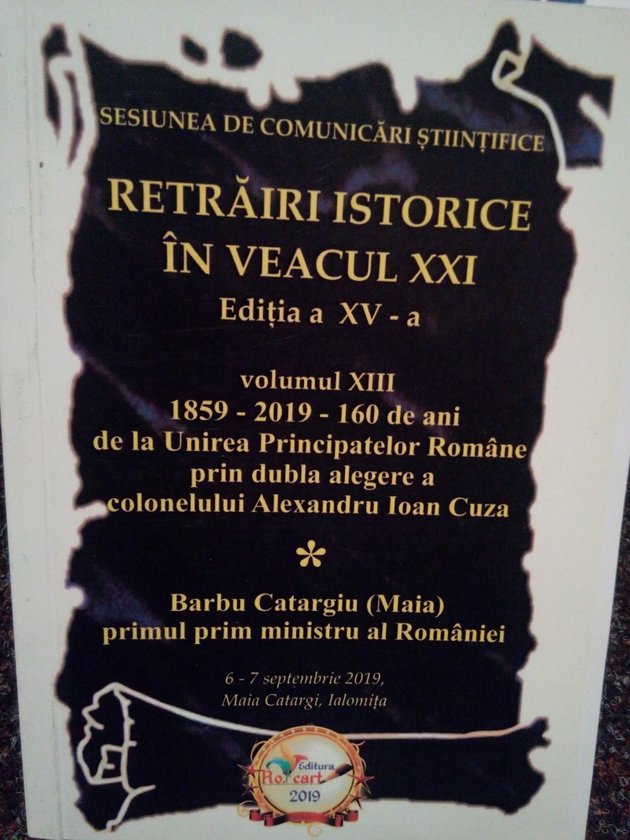 SESIUNEA DE COMUNICĂRI ȘTIINȚIFICE
RETRĂIRI ISTORICE
ÎN VEACUL XXI
Ediția a XV - a
volumul XIII
1859 - 2019 - 160 de ani
de la Unirea Principatelor Române
prin dubla alegere a
colonelului Alexandru Ioan Cuza
*
Barbu Catargiu (Maia)
primul prim ministru al României
6 - 7 septembrie 2019,
Maia Catargi, Ialomița
Editura
Ro.cart
2019